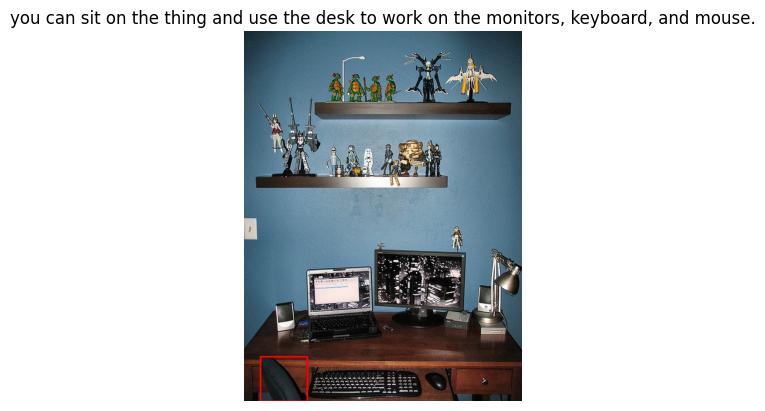 you can sit on the thing and use the desk to work on the monitors, keyboard, and mouse.